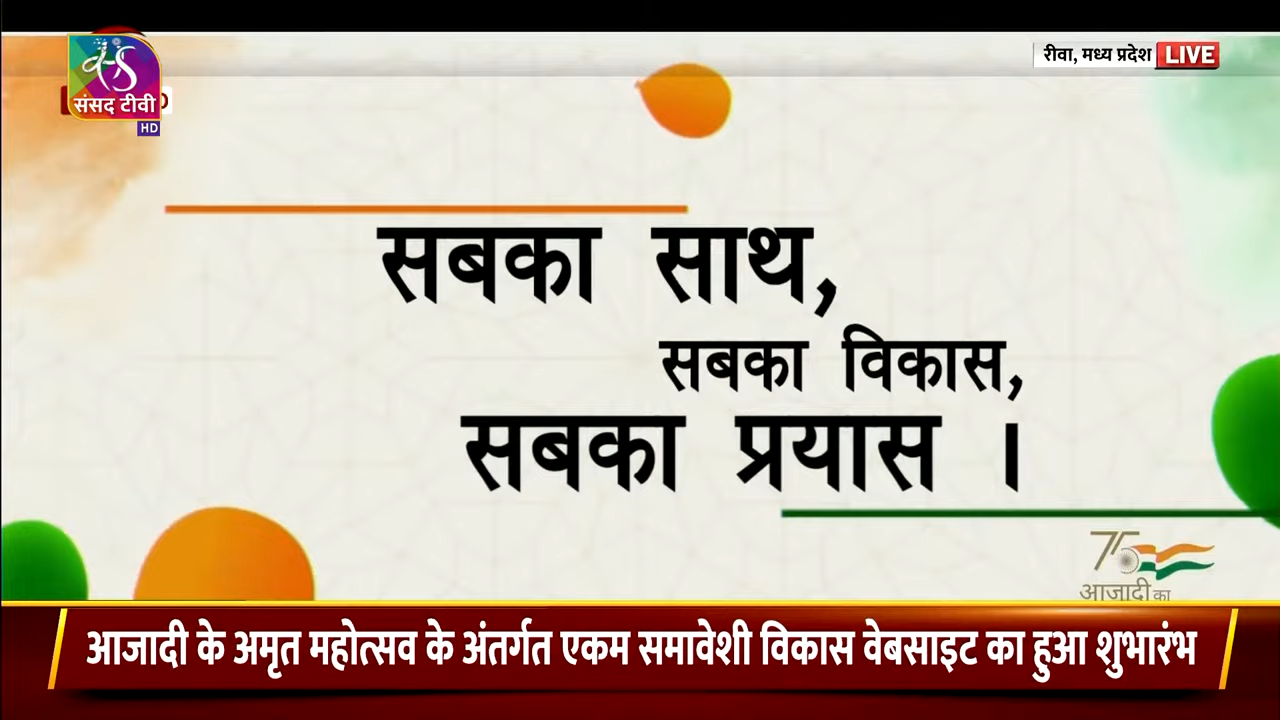 संसद टीवी
HD
रीवा, मध्य प्रदेश LIVE
सबका साथ,
सबका विकास,
सबका प्रयास ।
75
आजादी का
आजादी के अमृत महोत्सव के अंतर्गत एकम समावेशी विकास वेबसाइट का हुआ शुभारंभ